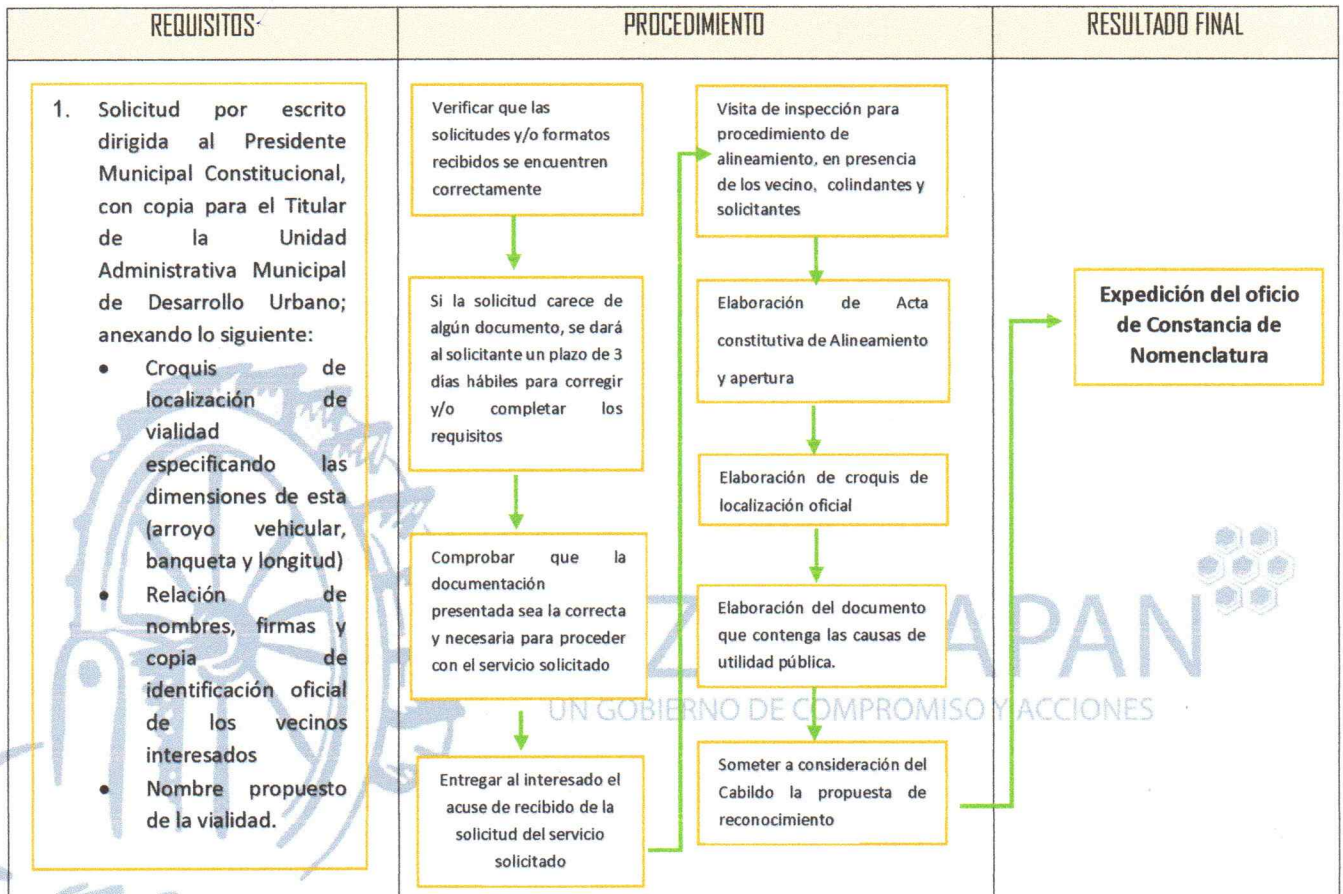 REQUISITOS
PROCEDIMIENTO
RESULTADO FINAL
1. Solicitud por escrito
dirigida al Presidente
Municipal Constitucional,
con copia para el Titular
de la Unidad
Administrativa Municipal
de Desarrollo Urbano;
anexando lo siguiente:
• Croquis de
localización de
vialidad
especificando las
dimensiones de esta
(arroyo vehicular,
banqueta y longitud)
• Relación de
nombres, firmas y
copia de
identificación oficial
de los vecinos
interesados
• Nombre propuesto
de la vialidad.
Verificar que las
solicitudes y/o formatos
recibidos se encuentren
correctamente
Si la solicitud carece de
algún documento, se dará
al solicitante un plazo de 3
días hábiles para corregir
y/o completar los
requisitos
Comprobar que la
documentación
presentada sea la correcta
y necesaria para proceder
con el servicio solicitado
Entregar al interesado el
acuse de recibido de la
solicitud del servicio
solicitado
Visita de inspección para
procedimiento de
alineamiento, en presencia
de los vecino, colindantes y
solicitantes
Elaboración de Acta
constitutiva de Alineamiento
y apertura
Elaboración de croquis de
localización oficial
Elaboración del documento
que contenga las causas de
utilidad pública.
Someter a consideración del
Cabildo la propuesta de
reconocimiento
Expedición del oficio
de Constancia de
Nomenclatura
UN GOBIERNO DE COMPROMISO Y ACCIONES